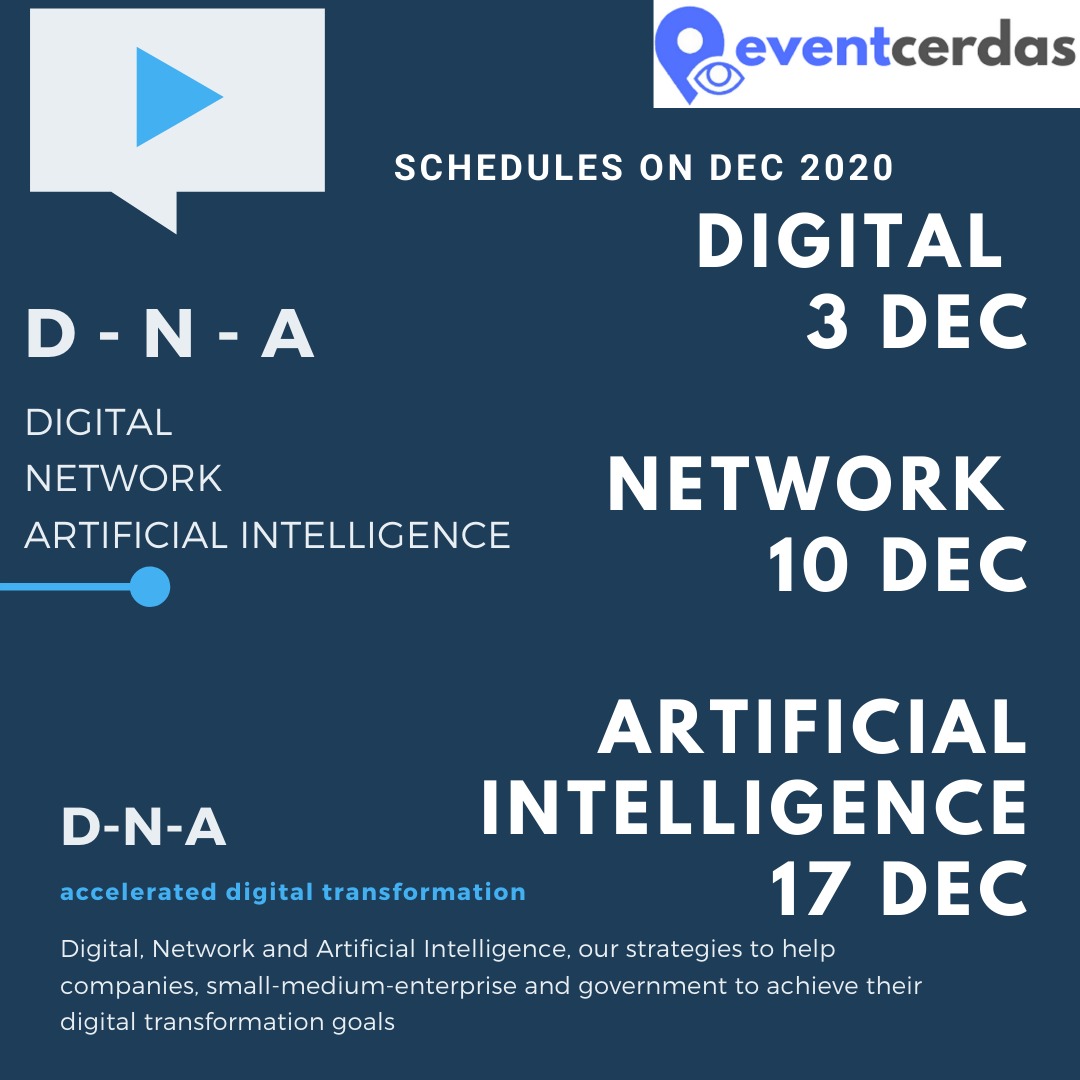 eventcerdas
SCHEDULES ON DEC 2020
DIGITAL
3 DEC
D - N - A
DIGITAL
NETWORK
ARTIFICIAL INTELLIGENCE
NETWORK
10 DEC
ARTIFICIAL
INTELLIGENCE
17 DEC
D-N-A
accelerated digital transformation
Digital, Network and Artificial Intelligence, our strategies to help
companies, small-medium-enterprise and government to achieve their
digital transformation goals